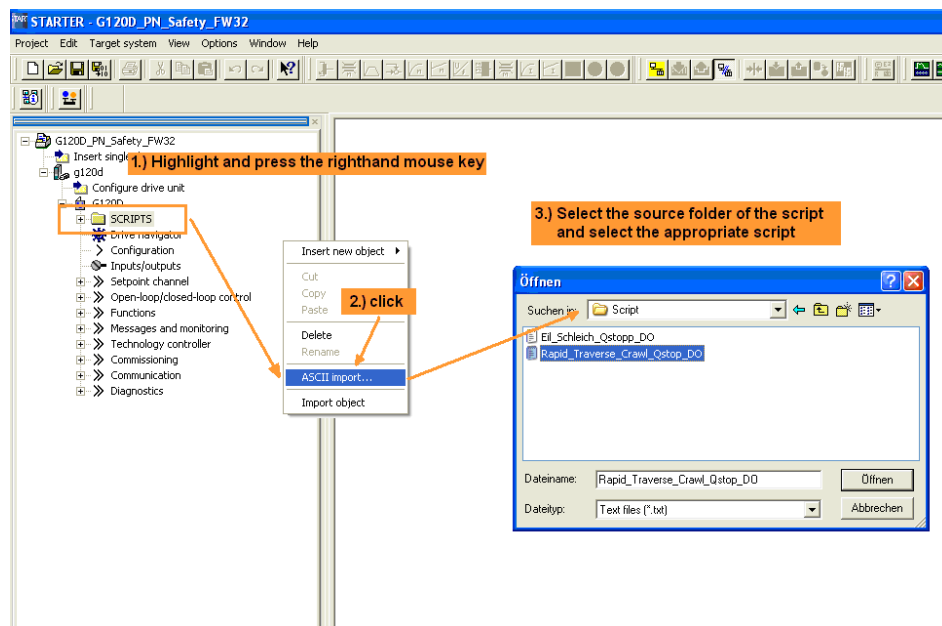 STARTER - G120D_PN_Safety_FW32
Project Edit Target system View Options Window Help
G120D_PN_Safety_FW32
Insert singl
1.) Highlight and press the righthand mouse key
g120d
Configure drive unit
G120D
SCRIPTS
Drive navigator
Configuration
Inputs/outputs
Setpoint channel
Open-loop/closed-loop control
Functions
Messages and monitoring
Technology controller
Commissioning
Communication
Diagnostics
Insert new object
Cut
Copy
Paste
2.) click
Delete
Rename
ASCII import...
Import object
3.) Select the source folder of the script
and select the appropriate script
Öffnen
Suchen in: Script
Eil_Schleich_Qstopp_DO
Rapid_Traverse_Crawl_Qstop_DO
Dateiname: Rapid_Traverse_Crawl_Qstop_DO Öffnen
Dateityp: Text files (*.txt) Abbrechen